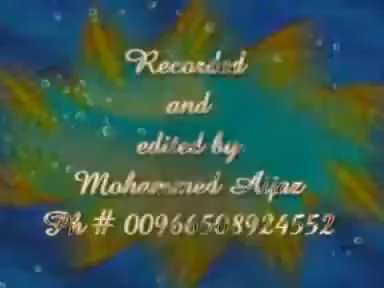 Recorded
and
edited by
Mohammed Aijaz
Ph # 00966508924552